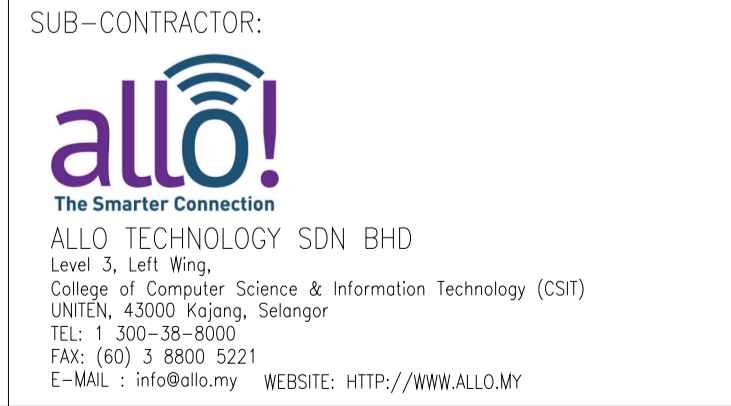 SUB-CONTRACTOR:
allo!
The Smarter Connection
ALLO TECHNOLOGY SDN BHD
Level 3, Left Wing,
College of Computer Science & Information Technology (CSIT)
UNITEN, 43000 Kajang, Selangor
TEL: 1 300-38-8000
FAX: (60) 3 8800 5221
E-MAIL : info@allo.my WEBSITE: HTTP://WWW.ALLO.MY